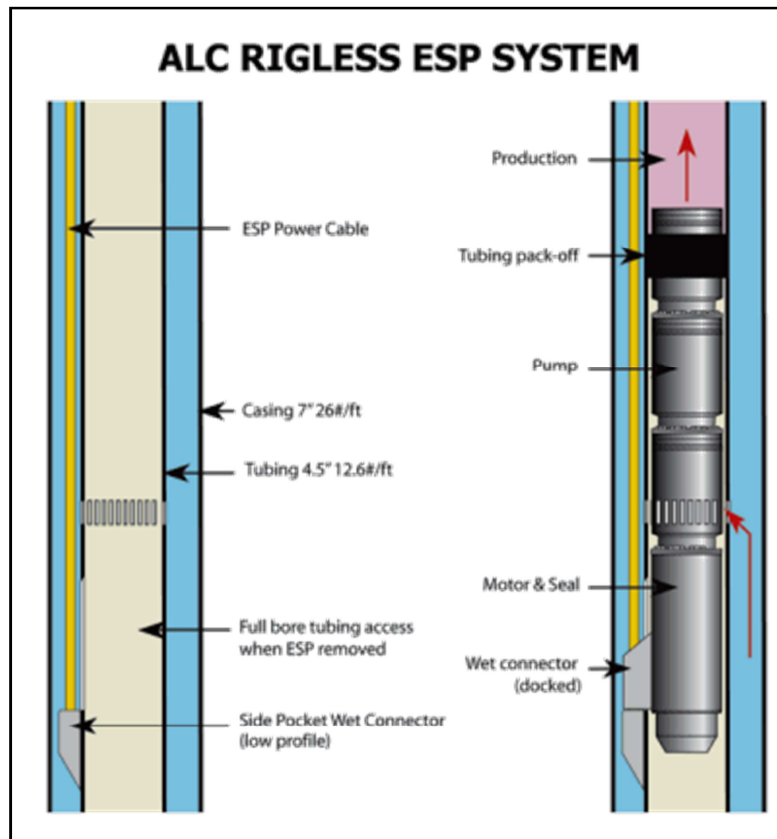 ALC RIGLESS ESP SYSTEM
ESP Power Cable
Casing 7" 26#/ft
Tubing 4.5" 12.6#/ft
Full bore tubing access
when ESP removed
Side Pocket Wet Connector
(low profile)
Production
Tubing pack-off
Pump
Motor & Seal
Wet connector
(docked)